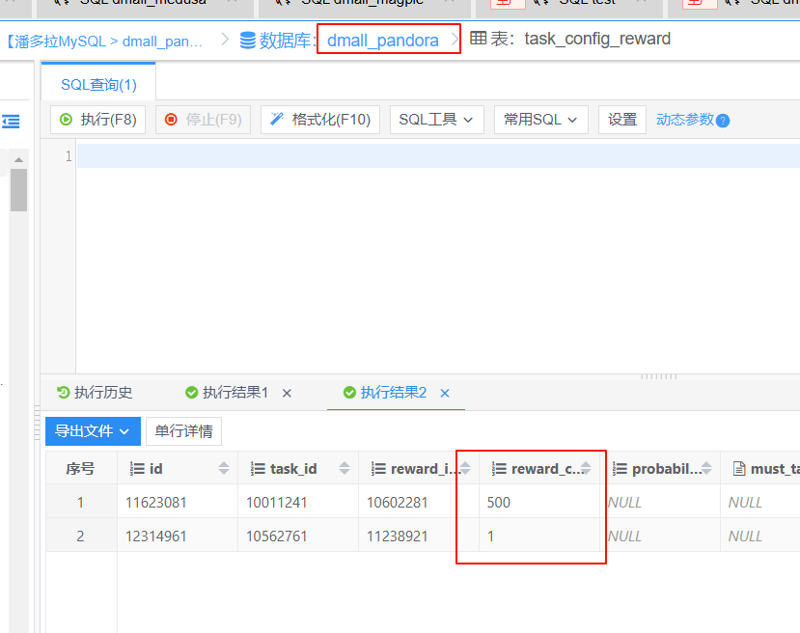 SQL dmall_medusa
SQL dmall_magpie
SQL test
SQL
【潘多拉MySQL > dmall_pan...
数据库: dmall_pandora
表: task_config_reward
SQL查询(1)
执行(F8) 停止(F9) 格式化(F10) SQL工具 常用SQL 设置 动态参数 ?
1
执行历史 执行结果1 × 执行结果2 ×
导出文件 单行详情
序号 id task_id reward_i... reward_c... probabil... must_ta
1 11623081 10011241 10602281 500 NULL NULL
2 12314961 10562761 11238921 1 NULL NULL